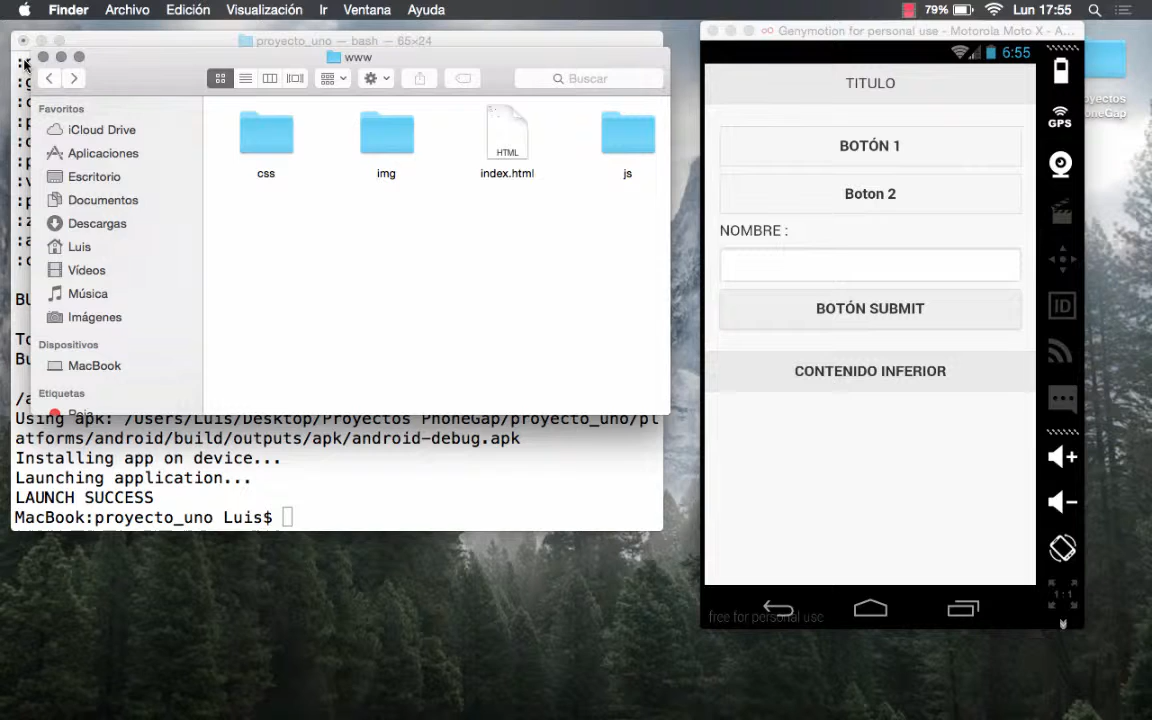 Finder Archivo Edición Visualización Ir Ventana Ayuda 79% Lun 17:55
proyecto_uno — bash — 65×24
www
Buscar
Favoritos
iCloud Drive
Aplicaciones
Escritorio
Documentos
Descargas
Luis
Vídeos
Música
Imágenes
Dispositivos
MacBook
Etiquetas
Roja
css
img
HTML
index.html
js
Using apk: /Users/Luis/Desktop/Proyectos PhoneGap/proyecto_uno/pl
atforms/android/build/outputs/apk/android-debug.apk
Installing app on device...
Launching application...
LAUNCH SUCCESS
MacBook:proyecto_uno Luis$
Genymotion for personal use - Motorola Moto X - A...
6:55
TITULO
BOTÓN 1
Boton 2
NOMBRE :
BOTÓN SUBMIT
CONTENIDO INFERIOR
free for personal use
GPS
ID
1:1